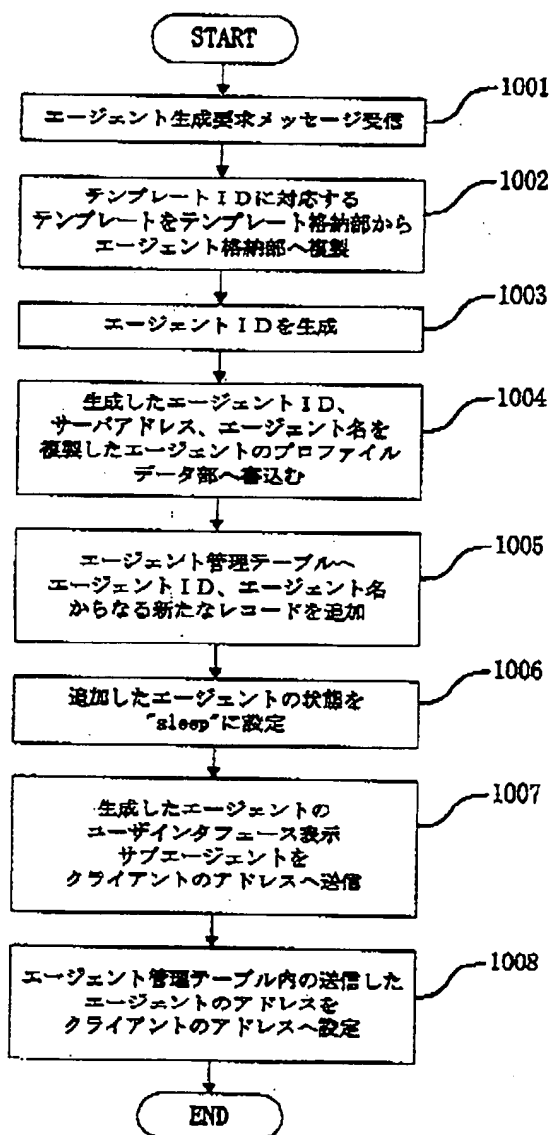 START
エージェント生成要求メッセージ受信
1001
テンプレートIDに対応する
テンプレートをテンプレート格納部から
エージェント格納部へ複製
1002
エージェントIDを生成
1003
生成したエージェントID、
サーバアドレス、エージェント名を
複製したエージェントのプロファイル
データ部へ書込む
1004
エージェント管理テーブルへ
エージェントID、エージェント名
からなる新たなレコードを追加
1005
追加したエージェントの状態を
"sleep"に設定
1006
生成したエージェントの
ユーザインタフェース表示
サブエージェントを
クライアントのアドレスへ送信
1007
エージェント管理テーブル内の送信した
エージェントのアドレスを
クライアントのアドレスへ設定
1008
END